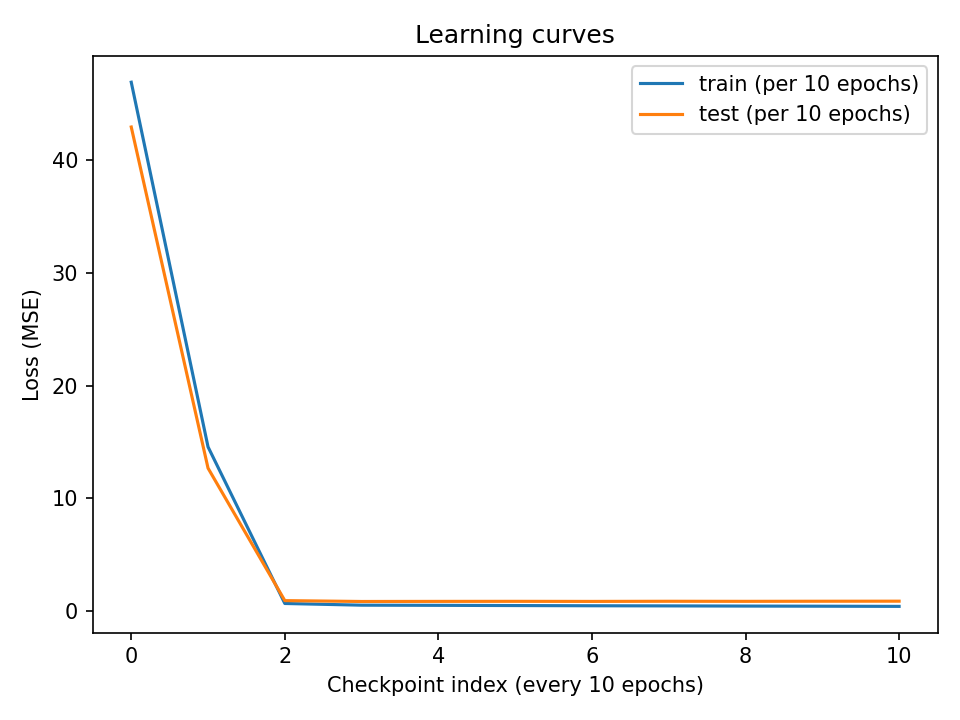 Learning curves
train (per 10 epochs)
test (per 10 epochs)
Loss (MSE)
40
30
20
10
0
0 2 4 6 8 10
Checkpoint index (every 10 epochs)